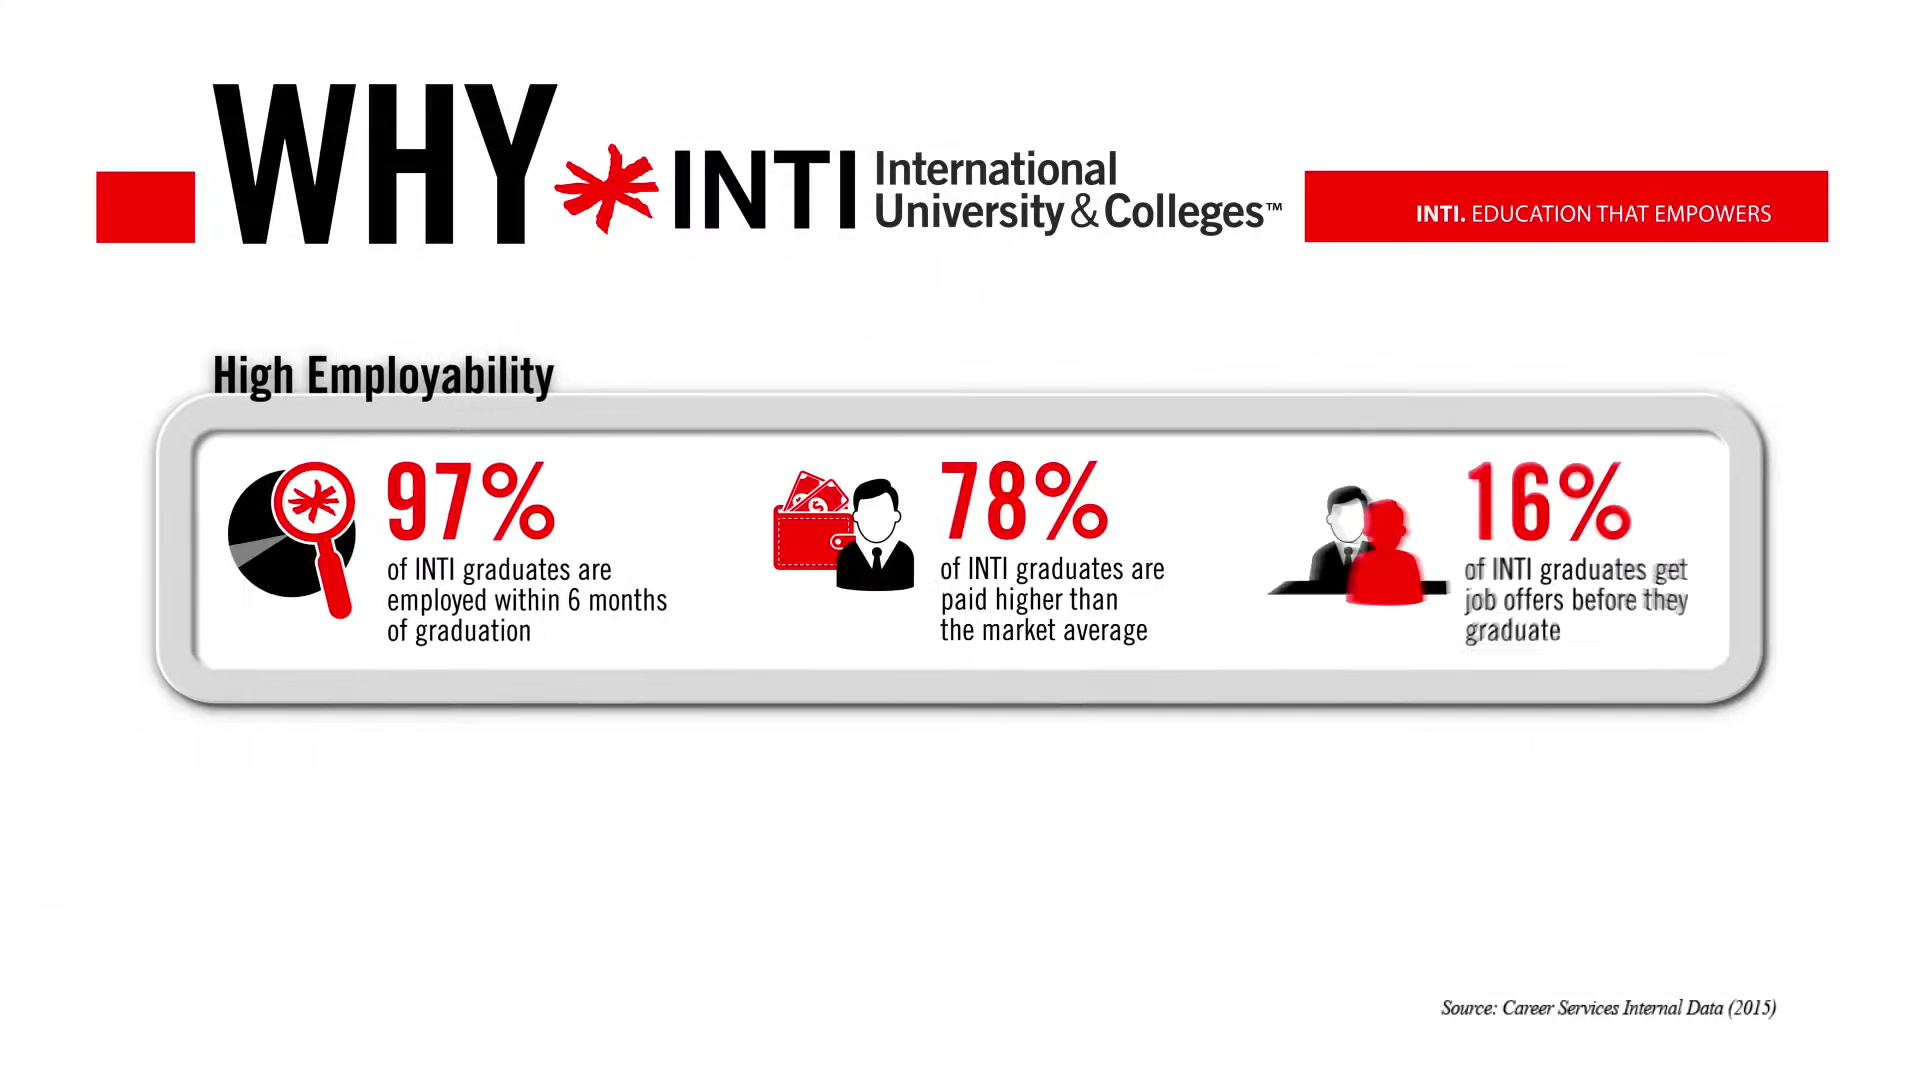 WHY INTI International
University & Colleges™
INTI. EDUCATION THAT EMPOWERS
High Employability
97%
of INTI graduates are
employed within 6 months
of graduation
78%
of INTI graduates are
paid higher than
the market average
16%
of INTI graduates get
job offers before they
graduate
Source: Career Services Internal Data (2015)